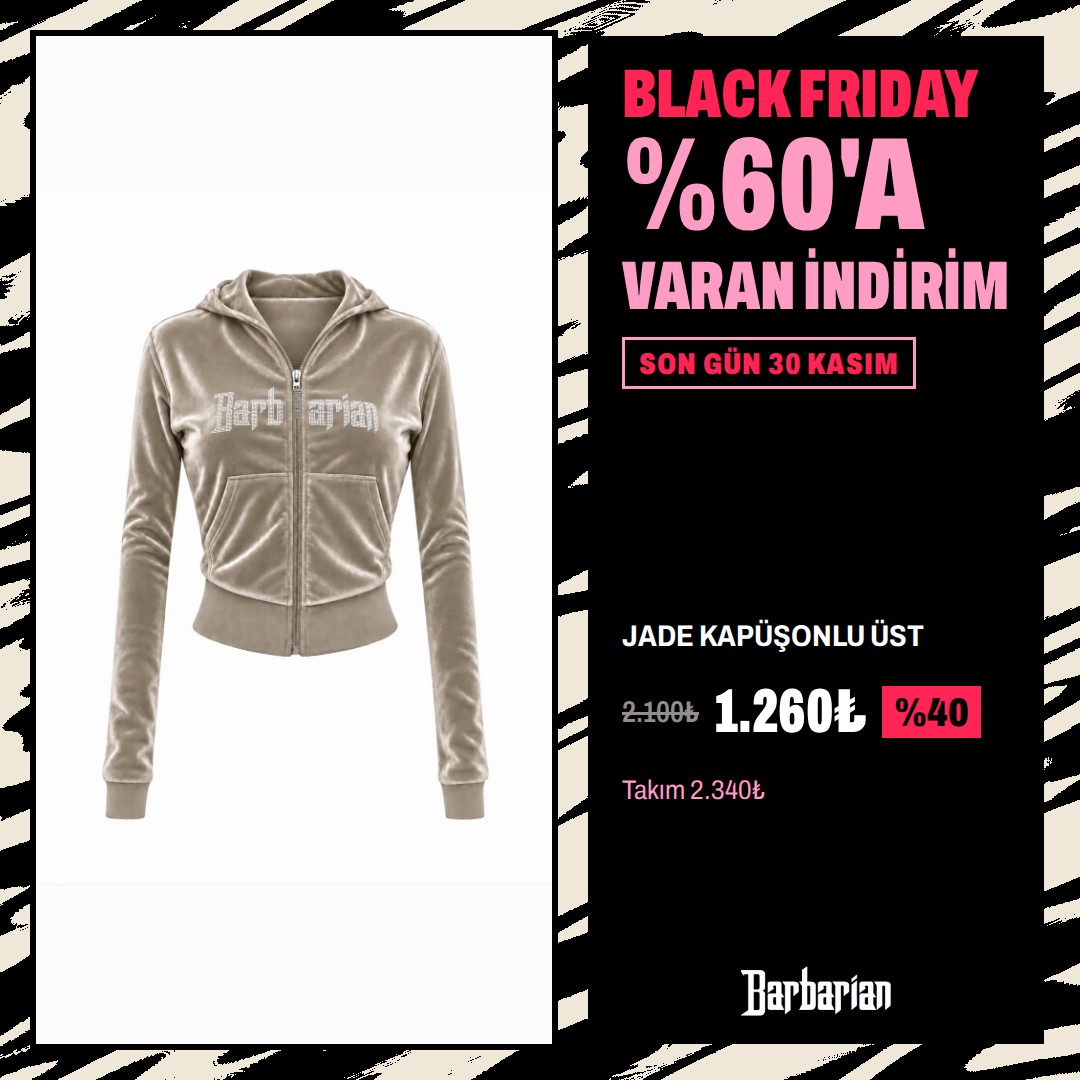 Barbarian
BLACK FRIDAY
%60'A
VARAN İNDİRİM
SON GÜN 30 KASIM
JADE KAPÜŞONLU ÜST
2.100₺ 1.260₺ %40
Takım 2.340₺
Barbarian